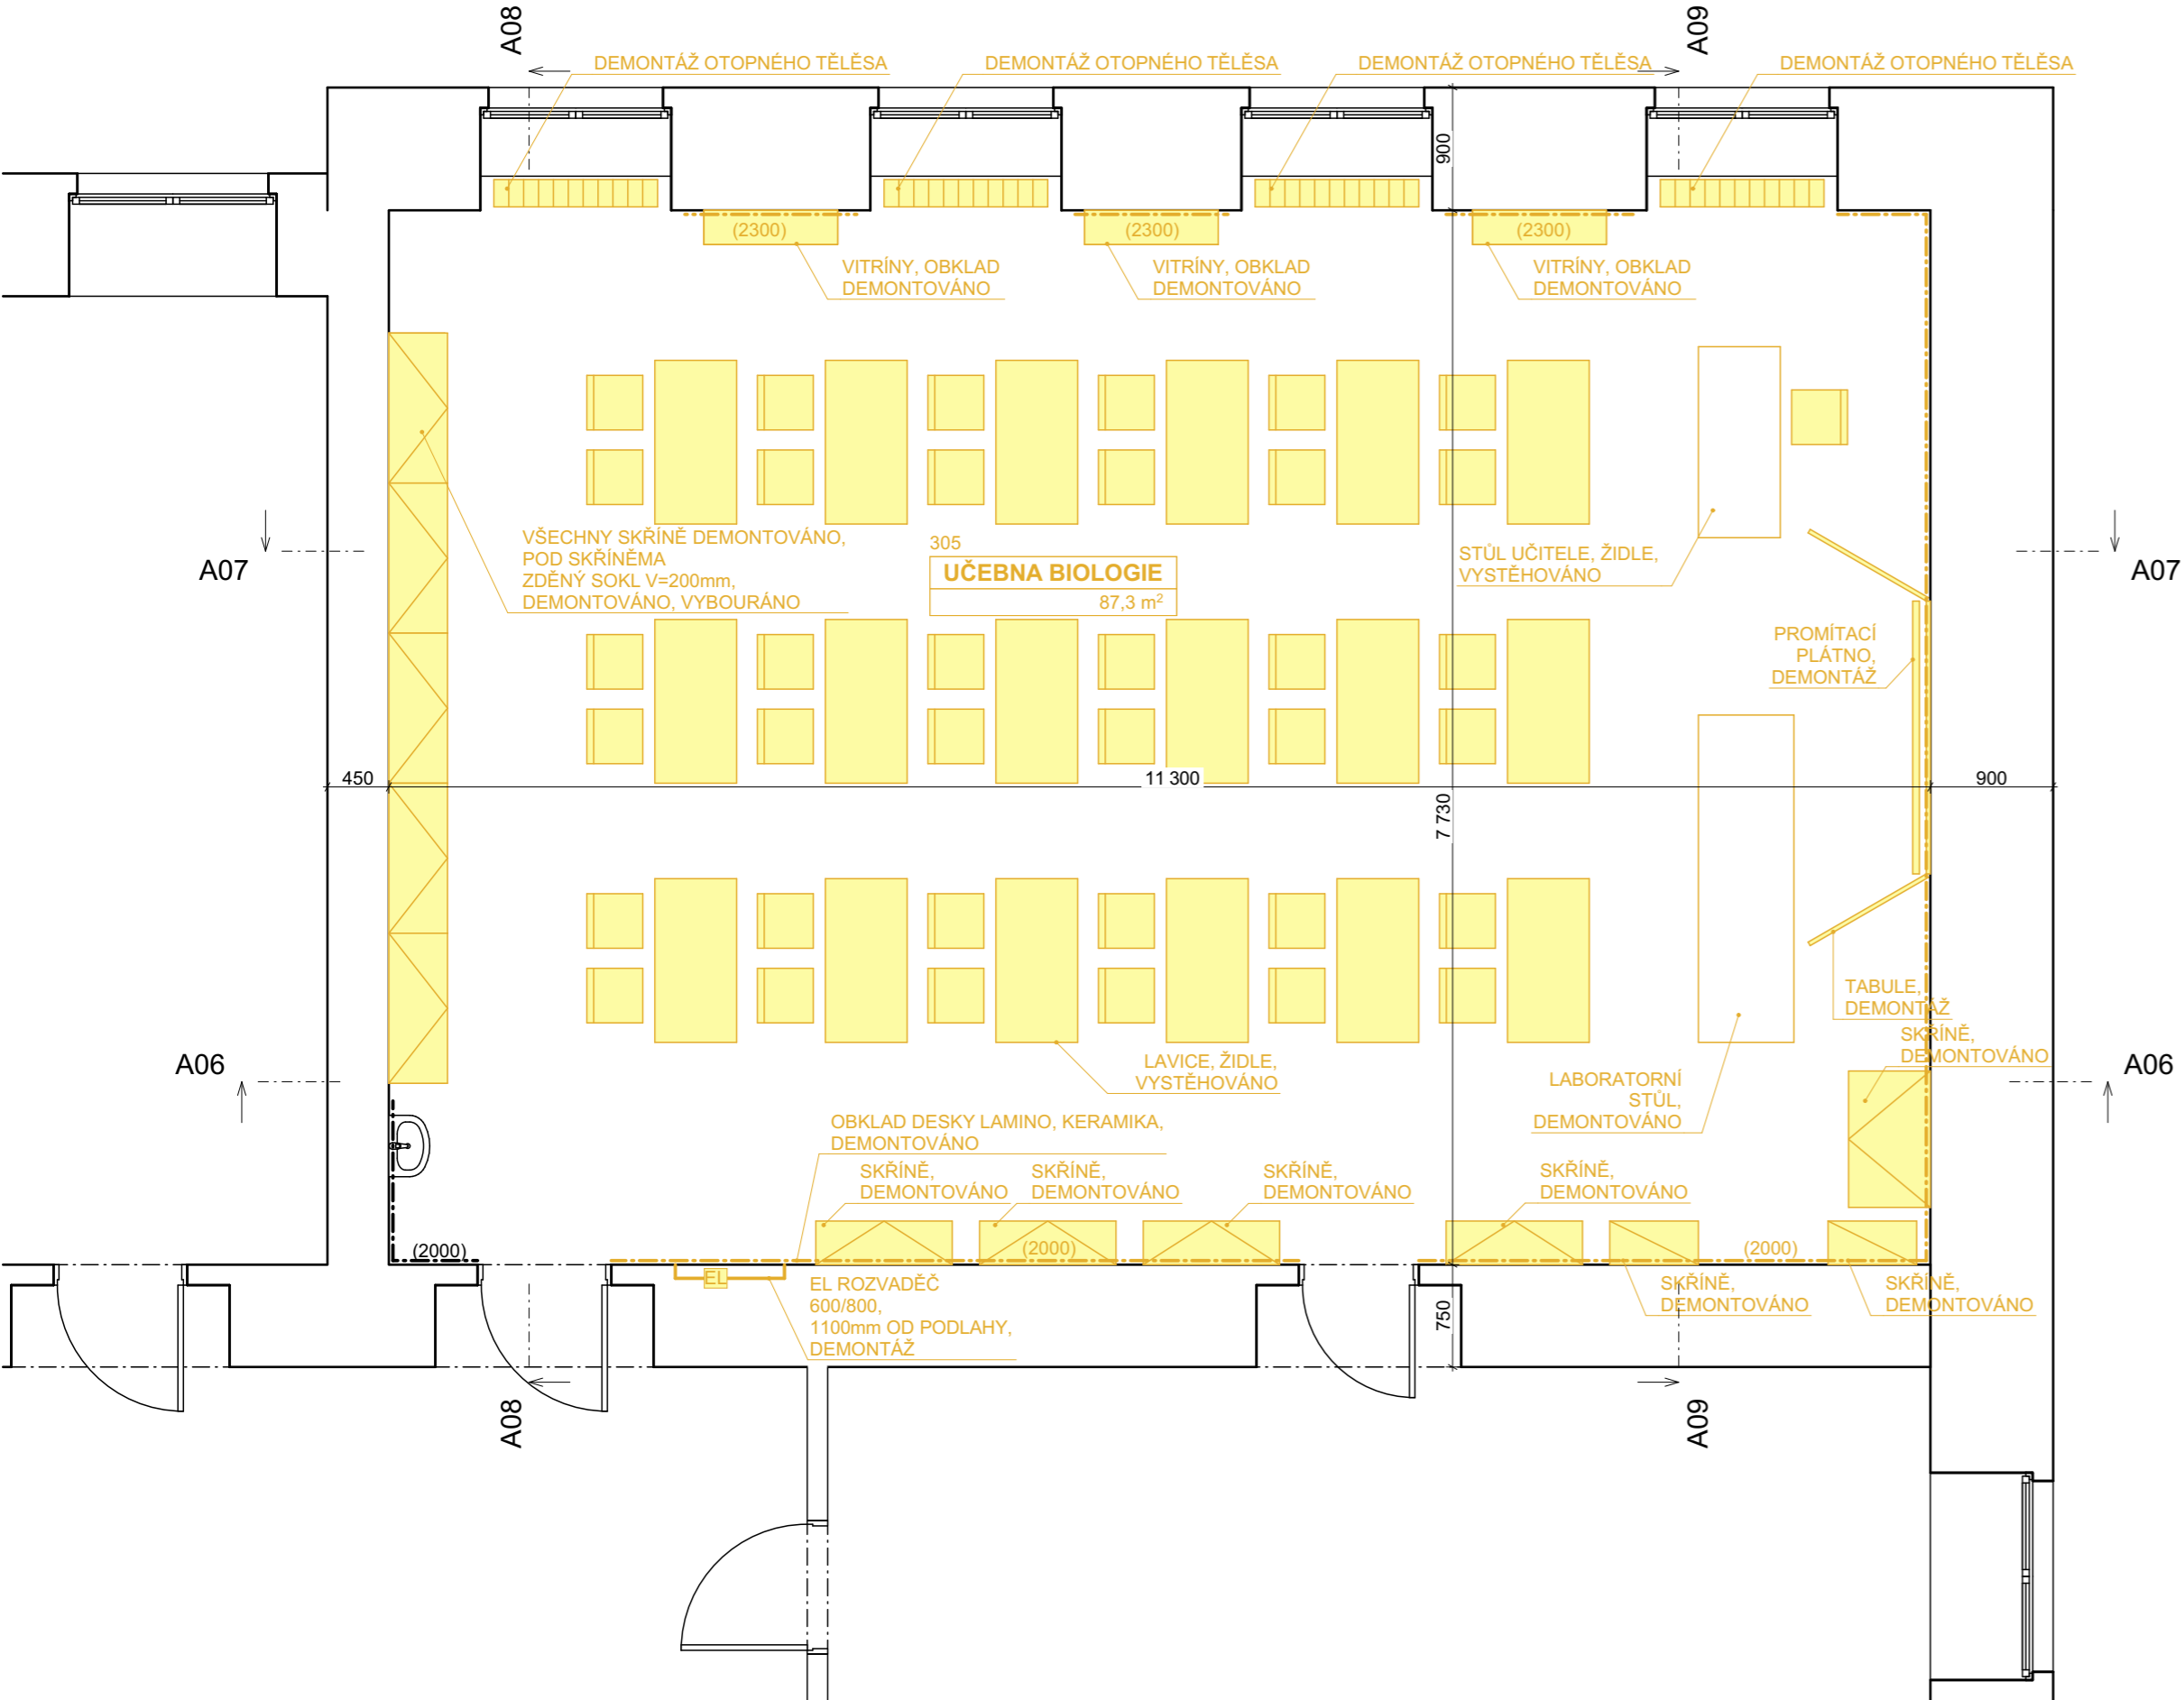 A08
A09
DEMONTÁŽ OTOPNÉHO TĚLĚSA
DEMONTÁŽ OTOPNÉHO TĚLĚSA
DEMONTÁŽ OTOPNÉHO TĚLĚSA
DEMONTÁŽ OTOPNÉHO TĚLĚSA
900
(2300)
(2300)
(2300)
VITRÍNY, OBKLAD
DEMONTOVÁNO
VITRÍNY, OBKLAD
DEMONTOVÁNO
VITRÍNY, OBKLAD
DEMONTOVÁNO
VŠECHNY SKŘÍNĚ DEMONTOVÁNO,
POD SKŘÍNĚMA
ZDĚNÝ SOKL V=200mm,
DEMONTOVÁNO, VYBOURÁNO
305
UČEBNA BIOLOGIE
87,3 m²
STŮL UČITELE, ŽIDLE,
VYSTĚHOVÁNO
A07
A07
PROMÍTACÍ
PLÁTNO,
DEMONTÁŽ
450
11 300
900
7 730
TABULE,
DEMONTÁŽ
SKŘÍNĚ,
DEMONTOVÁNO
A06
A06
LAVICE, ŽIDLE,
VYSTĚHOVÁNO
LABORATORNÍ
STŮL,
DEMONTOVÁNO
OBKLAD DESKY LAMINO, KERAMIKA,
DEMONTOVÁNO
SKŘÍNĚ,
DEMONTOVÁNO
SKŘÍNĚ,
DEMONTOVÁNO
SKŘÍNĚ,
DEMONTOVÁNO
SKŘÍNĚ,
DEMONTOVÁNO
(2000)
(2000)
(2000)
EL
EL ROZVADĚČ
600/800,
1100mm OD PODLAHY,
DEMONTÁŽ
SKŘÍNĚ,
DEMONTOVÁNO
SKŘÍNĚ,
DEMONTOVÁNO
750
A08
A09